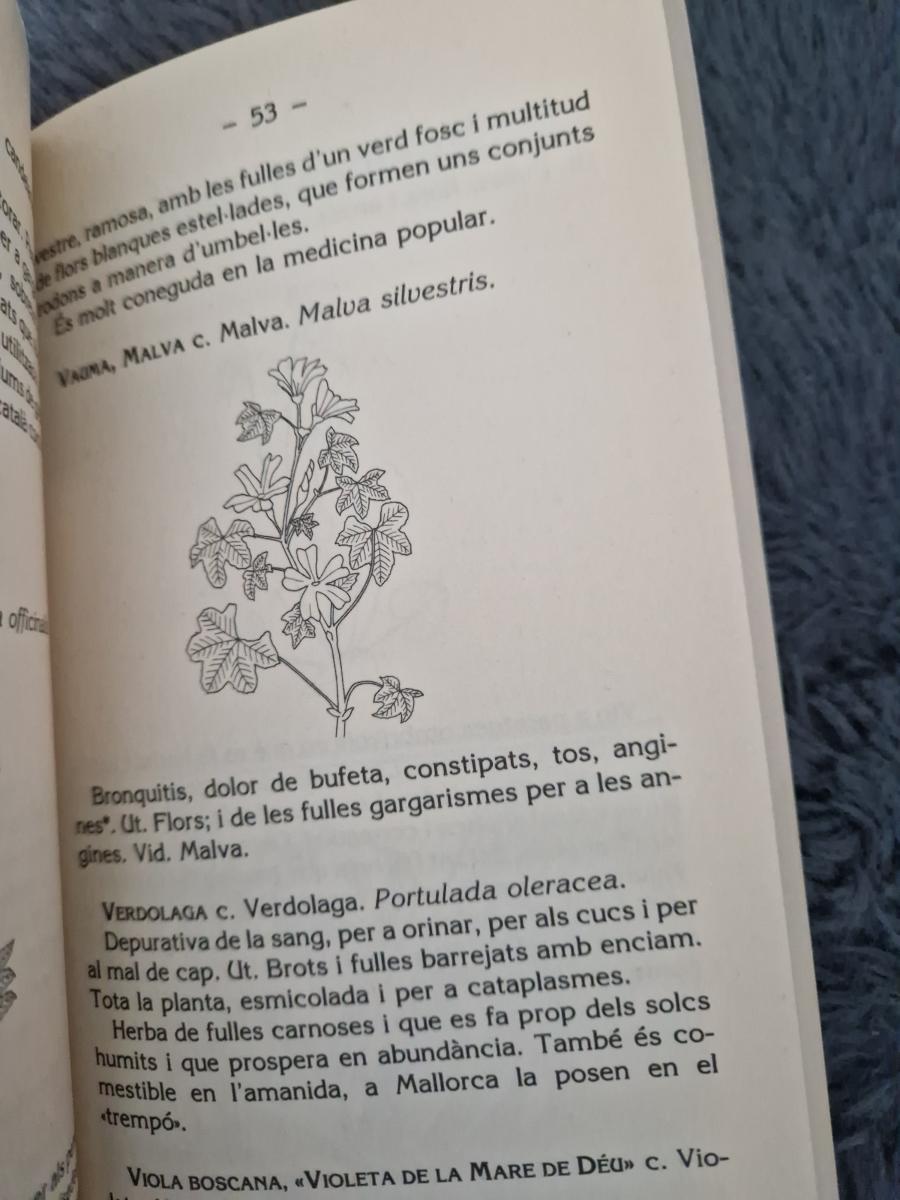 – 53 –
vestre, ramosa, amb les fulles d'un verd fosc i multitud
de flors blanques estel·lades, que formen uns conjunts
rodons a manera d'umbel·les.
És molt coneguda en la medicina popular.
VAUMA, MALVA C. Malva. Malva silvestris.
Bronquitis, dolor de bufeta, constipats, tos, angi-
nes*. Ut. Flors; i de les fulles gargarismes per a les an-
gines. Vid. Malva.
VERDOLAGA C. Verdolaga. Portulada oleracea.
Depurativa de la sang, per a orinar, per als cucs i per
al mal de cap. Ut. Brots i fulles barrejats amb enciam.
Tota la planta, esmicolada i per a cataplasmes.
Herba de fulles carnoses i que es fa prop dels solcs
humits i que prospera en abundància. També és co-
mestible en l'amanida, a Mallorca la posen en el
«trempó».
VIOLA BOSCANA, «VIOLETA DE LA MARE DE DÉU» C. Vio-